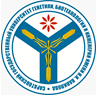 САРАТОВСКИЙ ГОСУДАРСТВЕННЫЙ УНИВЕРСИТЕТ ГЕНЕТИКИ, БИОТЕХНОЛОГИИ И ИНЖЕНЕРИИ ИМЕНИ Н.И. ВАВИЛОВА